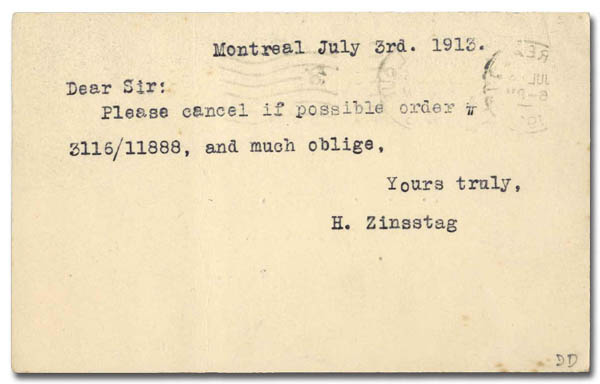 Montreal July 3rd. 1913.
Dear Sir:
Please cancel if possible order #
3116/11888, and much oblige,
Yours truly,
H. Zinsstag
DD